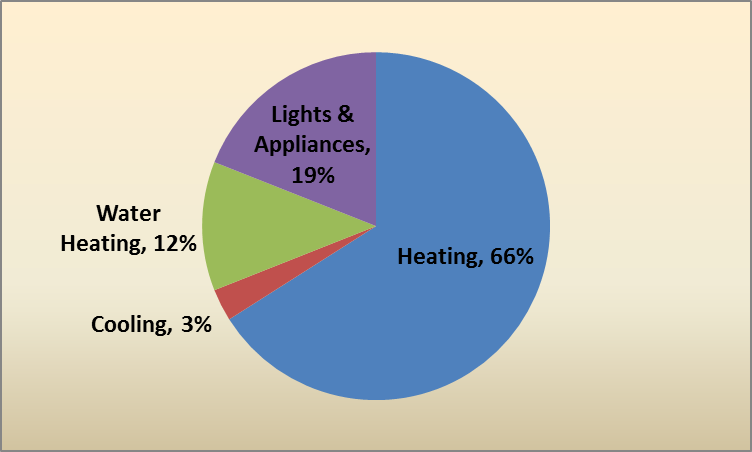 Lights &
Appliances,
19%
Water
Heating, 12%
Heating, 66%
Cooling, 3%